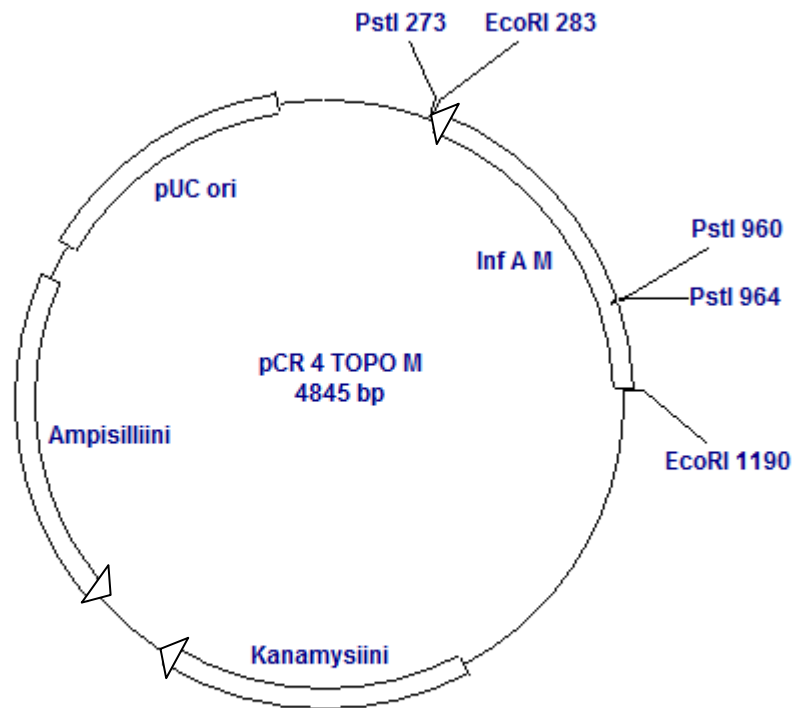 PstI 273
EcoRI 283
pUC ori
PstI 960
Inf A M
PstI 964
pCR 4 TOPO M
4845 bp
Ampisilliini
EcoRI 1190
Kanamysiini